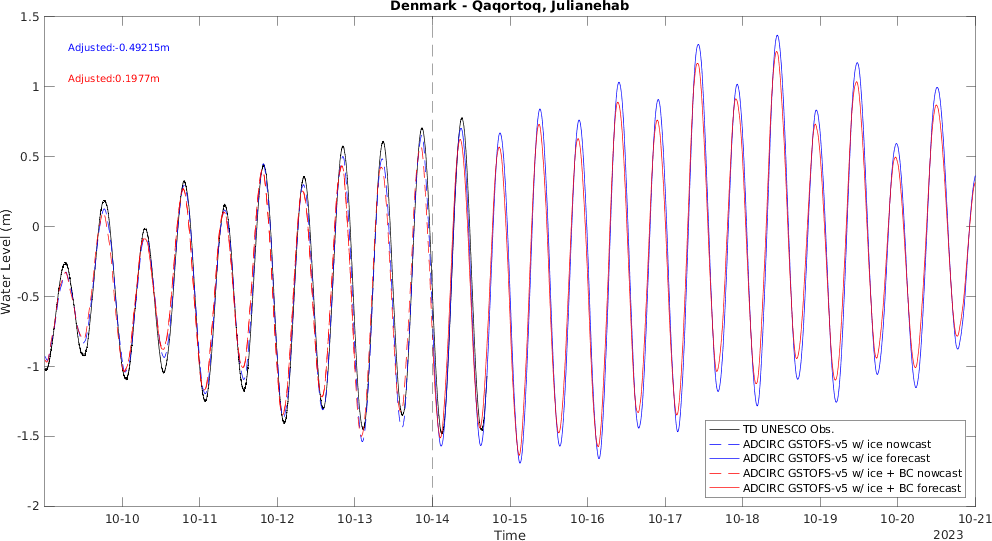 Denmark - Qaqortoq, Julianehab
1.5
1
0.5
0
-0.5
-1
-1.5
-2
Water Level (m)
Adjusted:-0.49215m
Adjusted:0.1977m
TD UNESCO Obs.
ADCIRC GSTOFS-v5 w/ ice nowcast
ADCIRC GSTOFS-v5 w/ ice forecast
ADCIRC GSTOFS-v5 w/ ice + BC nowcast
ADCIRC GSTOFS-v5 w/ ice + BC forecast
10-10 10-11 10-12 10-13 10-14 10-15 10-16 10-17 10-18 10-19 10-20 10-21
Time
2023